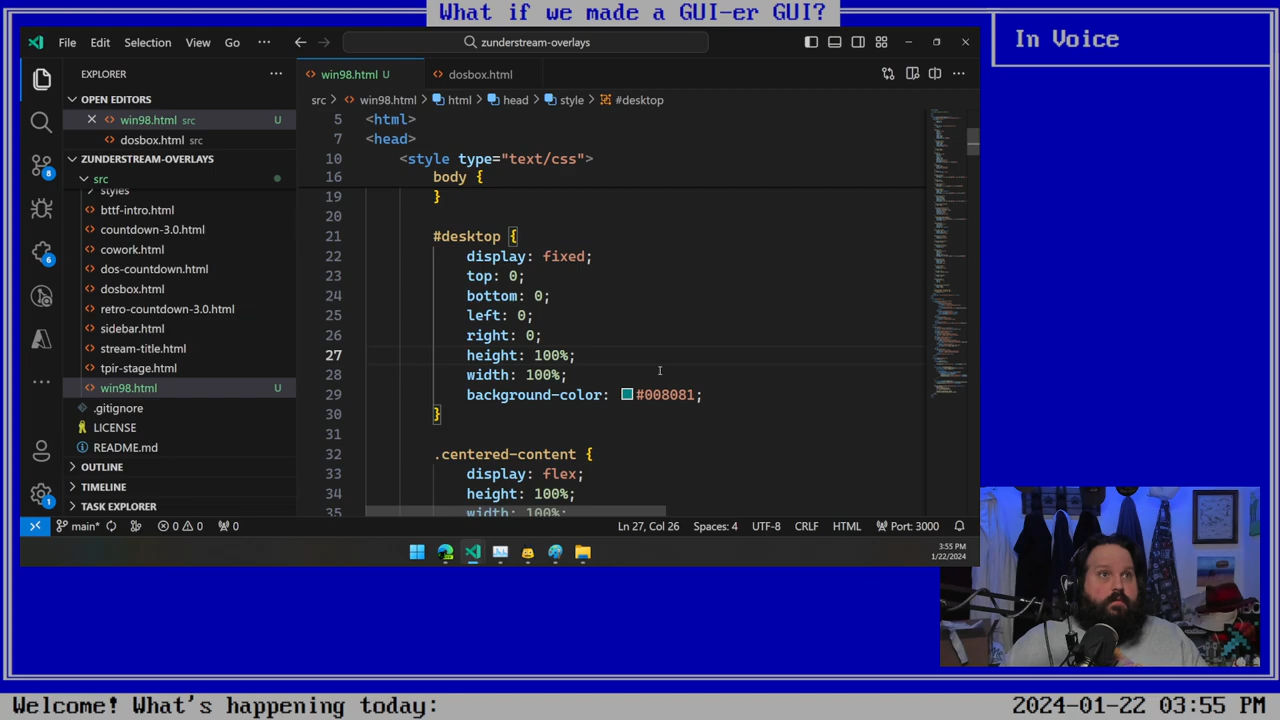 What if we made a GUI-er GUI?
In Voice
File Edit Selection View Go
zunderstream-overlays
EXPLORER
OPEN EDITORS
win98.html src U
dosbox.html src
ZUNDERSTREAM-OVERLAYS
src
styles
bttf-intro.html
countdown-3.0.html
cowork.html
dos-countdown.html
dosbox.html
retro-countdown-3.0.html
sidebar.html
stream-titles.html
tpir-stage.html
win98.html U
.gitignore
LICENSE
README.md
OUTLINE
TIMELINE
TASK EXPLORER
8
6
1
win98.html U dosbox.html
src win98.html html head style #desktop
5 <html>
7 <head>
10 <style type="text/css">
16 body {
}
20
21 #desktop {
22 display: fixed;
23 top: 0;
24 bottom: 0;
25 left: 0;
26 right: 0;
27 height: 100%;
28 width: 100%;
29 background-color: #008081;
30 }
31
32 .centered-content {
33 display: flex;
34 height: 100%;
35 width: 100%;
main* 0 0 0 Ln 27, Col 26 Spaces: 4 UTF-8 CRLF HTML Port: 3000
3:55 PM
1/22/2024
Welcome! What's happening today: 2024-01-22 03:55 PM